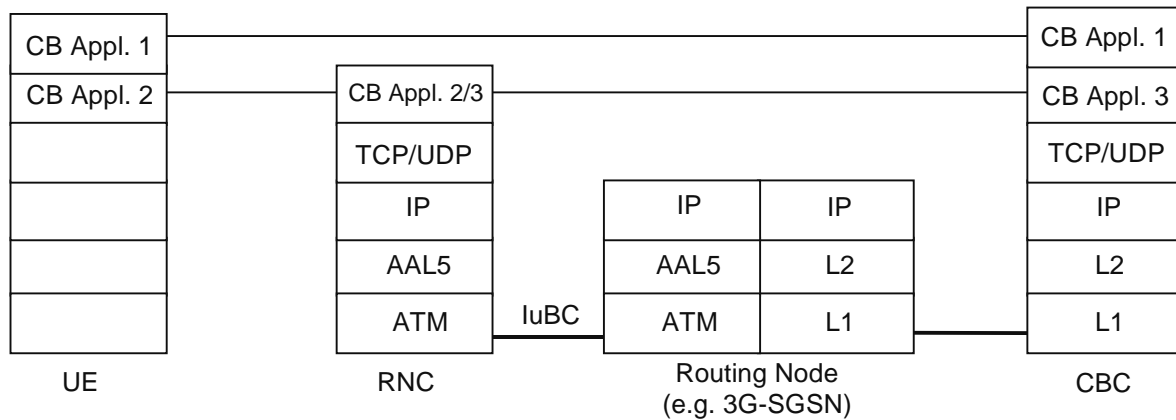 CB Appl. 1
CB Appl. 1
CB Appl. 2
CB Appl. 2/3
CB Appl. 3
TCP/UDP
TCP/UDP
IP
IP
IP
IP
AAL5
AAL5
L2
L2
ATM
IuBC
ATM
L1
L1
UE
RNC
Routing Node
(e.g. 3G-SGSN)
CBC